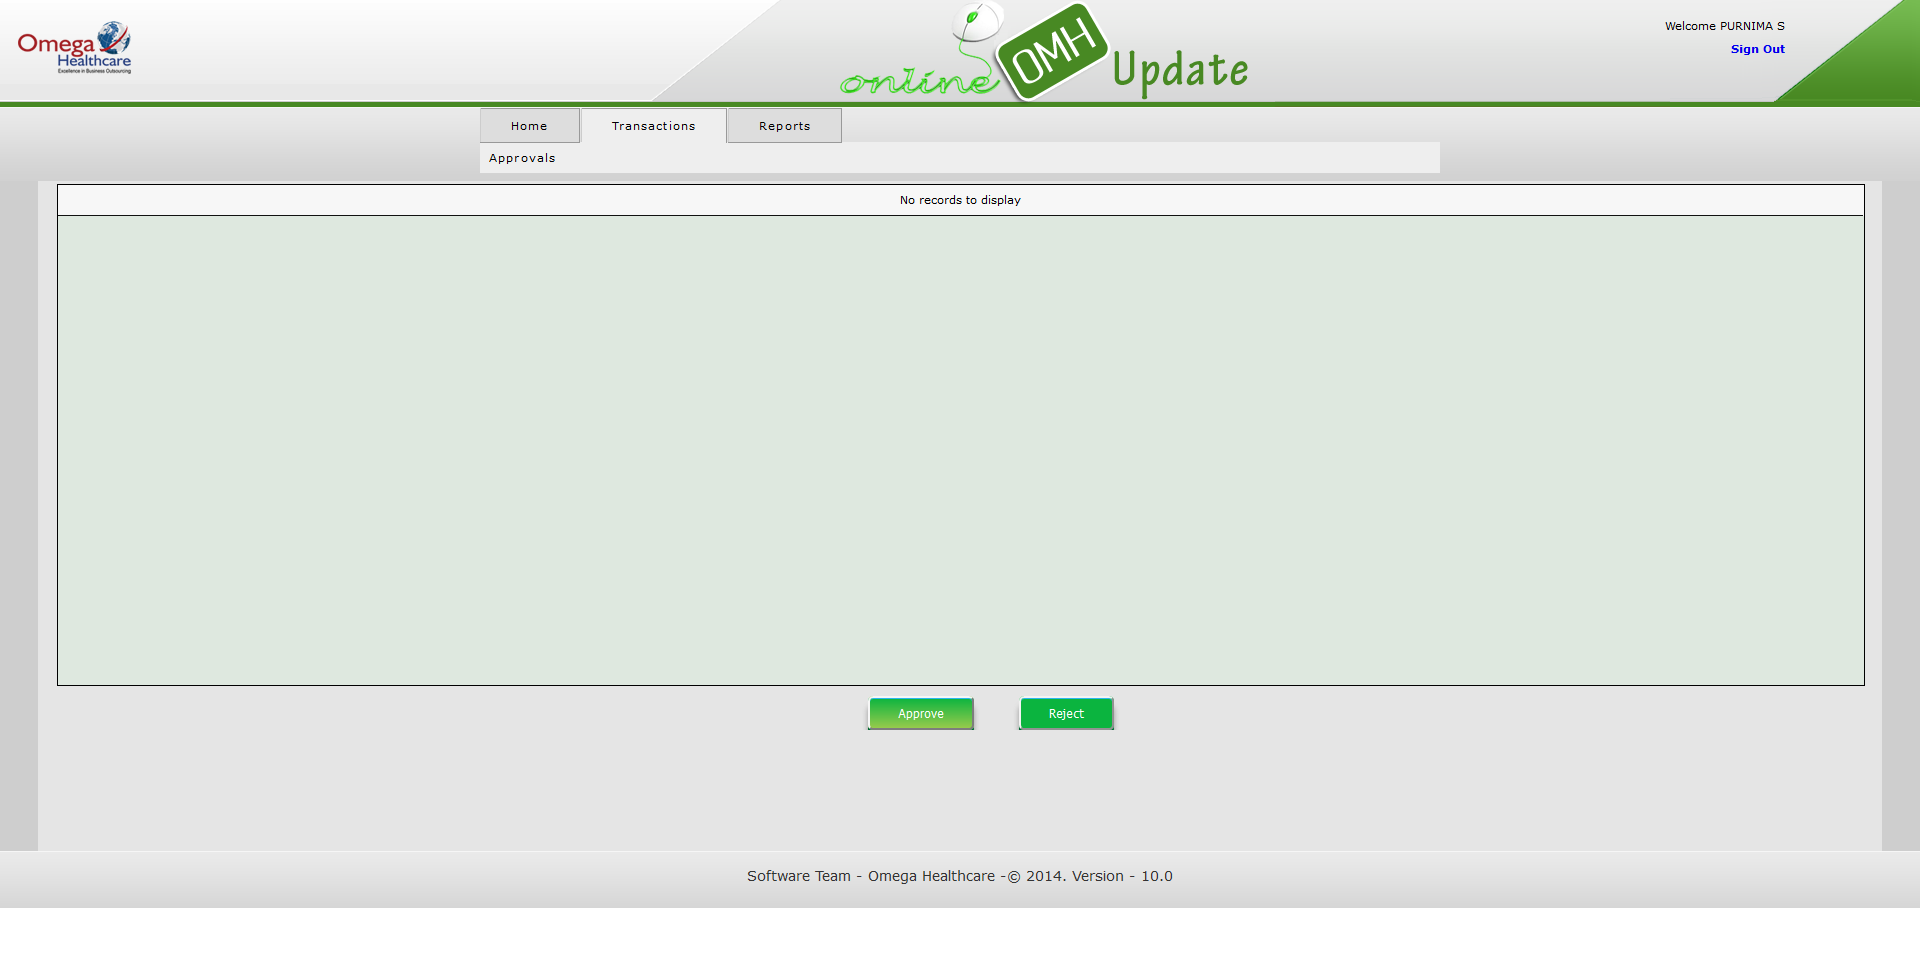 Omega
Healthcare
Excellence in Business Outsourcing
online OMH Update
Welcome PURNIMA S
Sign Out
Home
Transactions
Reports
Approvals
No records to display
Approve
Reject
Software Team - Omega Healthcare -© 2014. Version - 10.0